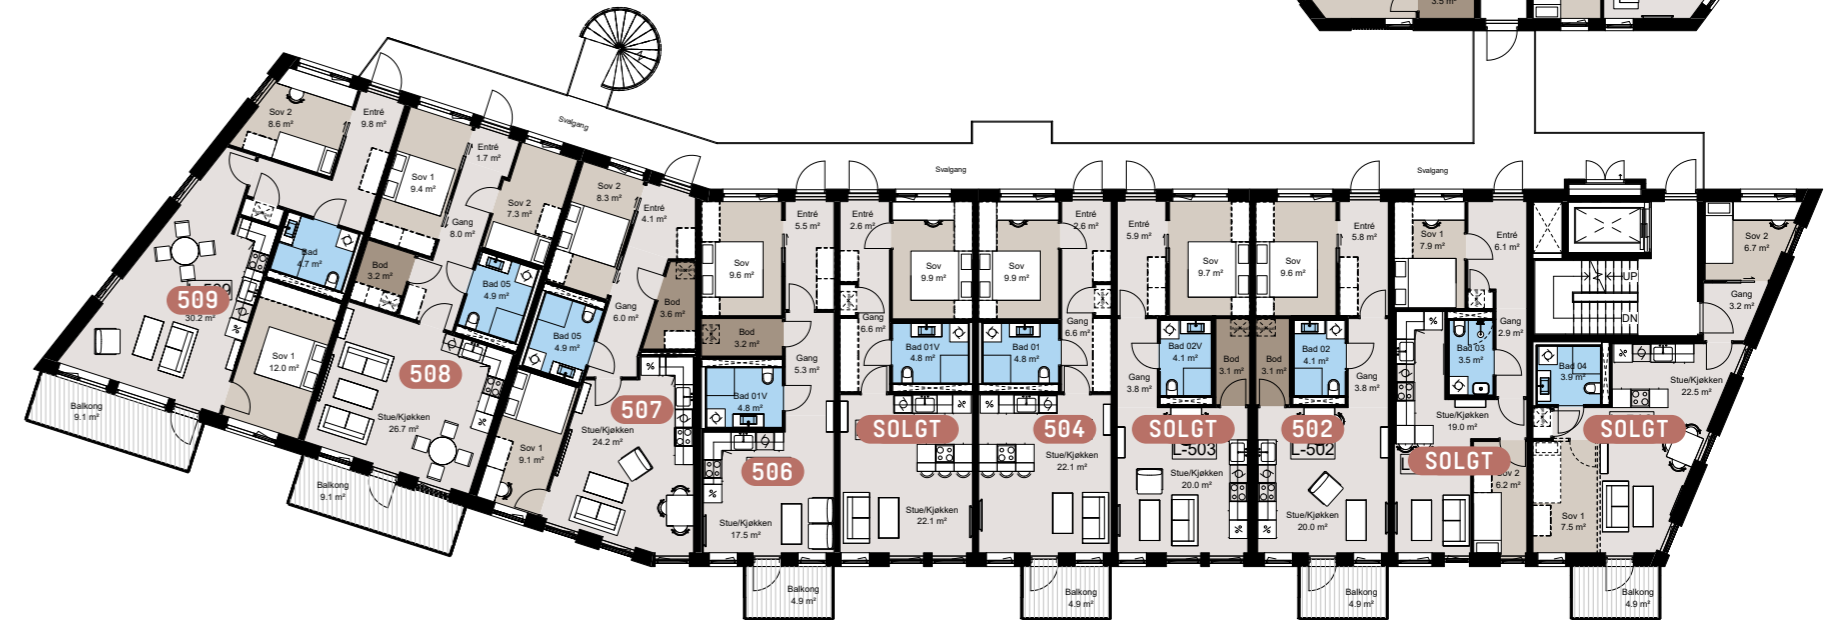 3.5 m²
Svalgang
Svalgang
Svalgang
Sov 2
8.6 m²
Entré
9.8 m²
Bad
4.7 m²
509
30.2 m²
Sov 1
12.0 m²
Balkong
9.1 m²
Sov 1
9.4 m²
Entré
1.7 m²
Gang
8.0 m²
Sov 2
7.3 m²
Bod
3.2 m²
Bad 05
4.9 m²
508
Stue/Kjøkken
26.7 m²
Balkong
9.1 m²
Sov 2
8.3 m²
Entré
4.1 m²
Bod
3.6 m²
Gang
6.0 m²
Bad 05
4.9 m²
507
Stue/Kjøkken
24.2 m²
Sov 1
9.1 m²
Entré
5.5 m²
Sov
9.6 m²
Bod
3.2 m²
Gang
5.3 m²
Bad 01V
4.8 m²
506
Stue/Kjøkken
17.5 m²
Balkong
4.9 m²
Entré
2.6 m²
Sov
9.9 m²
Gang
6.6 m²
Bad 01V
4.8 m²
SOLGT
Stue/Kjøkken
22.1 m²
Entré
2.6 m²
Sov
9.9 m²
Gang
6.6 m²
Bad 01
4.8 m²
504
Stue/Kjøkken
22.1 m²
Balkong
4.9 m²
Entré
5.9 m²
Sov
9.7 m²
Bad 02V
4.1 m²
Bod
3.1 m²
Gang
3.8 m²
SOLGT
L-503
Stue/Kjøkken
20.0 m²
Sov
9.6 m²
Entré
5.8 m²
Bod
3.1 m²
Bad 02
4.1 m²
Gang
3.8 m²
502
L-502
Stue/Kjøkken
20.0 m²
Balkong
4.9 m²
Sov 1
7.9 m²
Entré
6.1 m²
Gang
2.9 m²
Bad 03
3.5 m²
Stue/Kjøkken
19.0 m²
SOLGT
Sov 2
6.2 m²
UP
DN
Sov 2
6.7 m²
Gang
3.2 m²
Bad 04
3.9 m²
Stue/Kjøkken
22.5 m²
SOLGT
Sov 1
7.5 m²
Balkong
4.9 m²